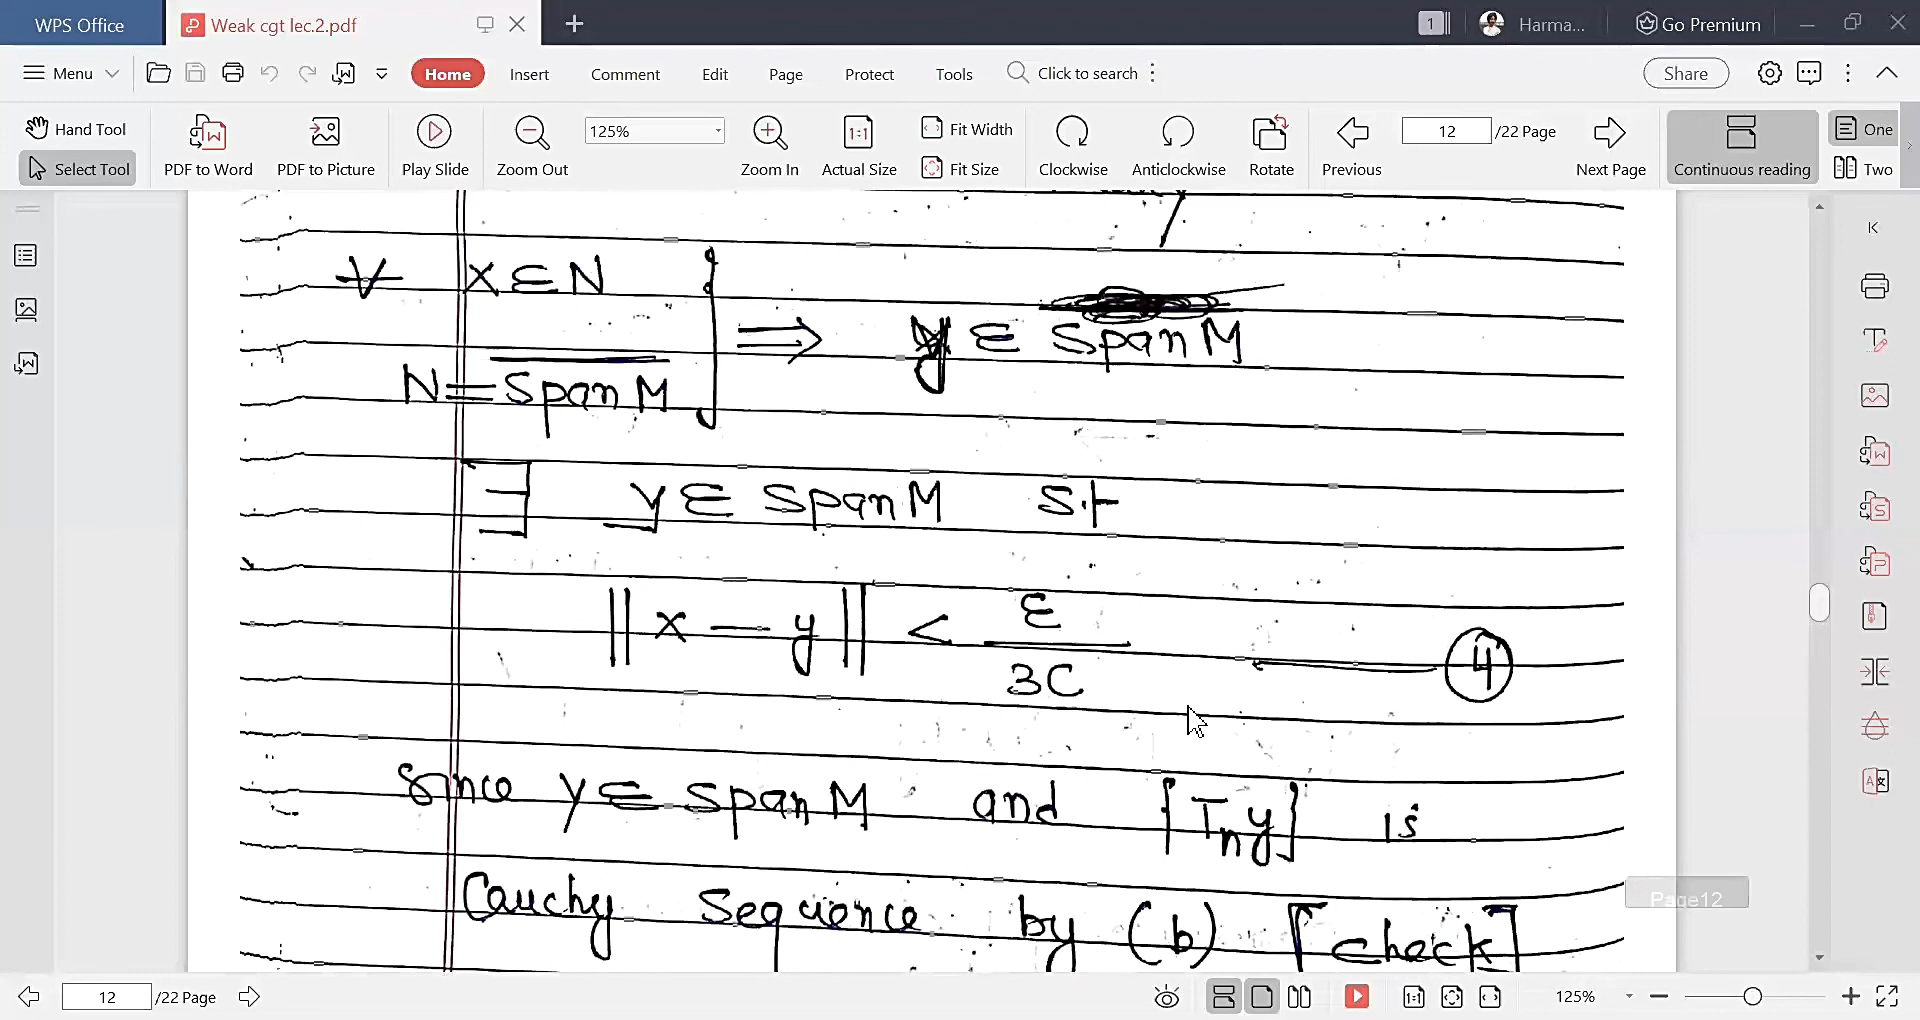 WPS Office
Weak cgt lec.2.pdf
1
Harma...
Go Premium
Menu
Home
Insert
Comment
Edit
Page
Protect
Tools
Click to search
Share
Hand Tool
Select Tool
PDF to Word
PDF to Picture
Play Slide
Zoom Out
125%
Zoom In
1:1
Actual Size
Fit Width
Fit Size
Clockwise
Anticlockwise
Rotate
Previous
12
/22 Page
Next Page
Continuous reading
One
Two
∀ x ∈ N
⇒ y ∈ Span M
N = \overline{Span M}
∃ y ∈ Span M s.t
|| x − y || < ε / 3C ④
Since y ∈ Span M and {Tₙy} is
Cauchy Sequence by (b) [check]
Page12
12
/22 Page
125%